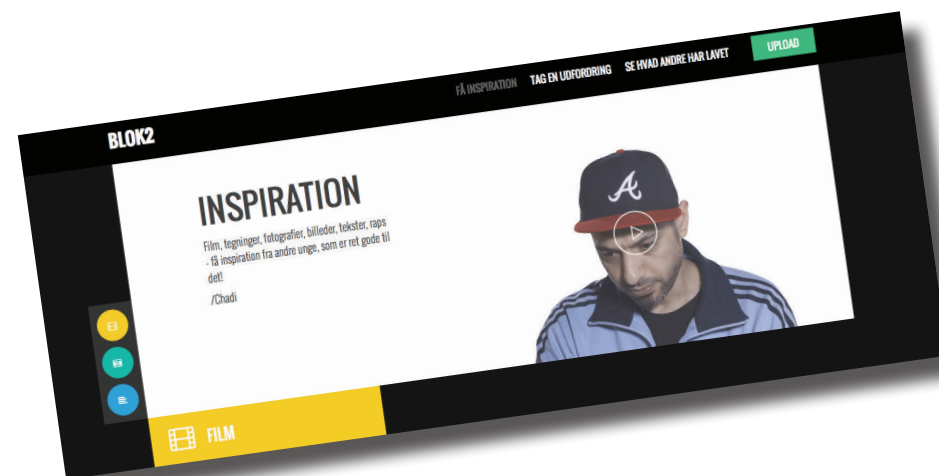 BLOK2
FÅ INSPIRATION TAG EN UDFORDRING SE HVAD ANDRE HAR LAVET UPLOAD
INSPIRATION
Film, tegninger, fotografier, billeder, tekster, raps
- få inspiration fra andre unge, som er ret gode til
det!
/Chadi
A
FILM